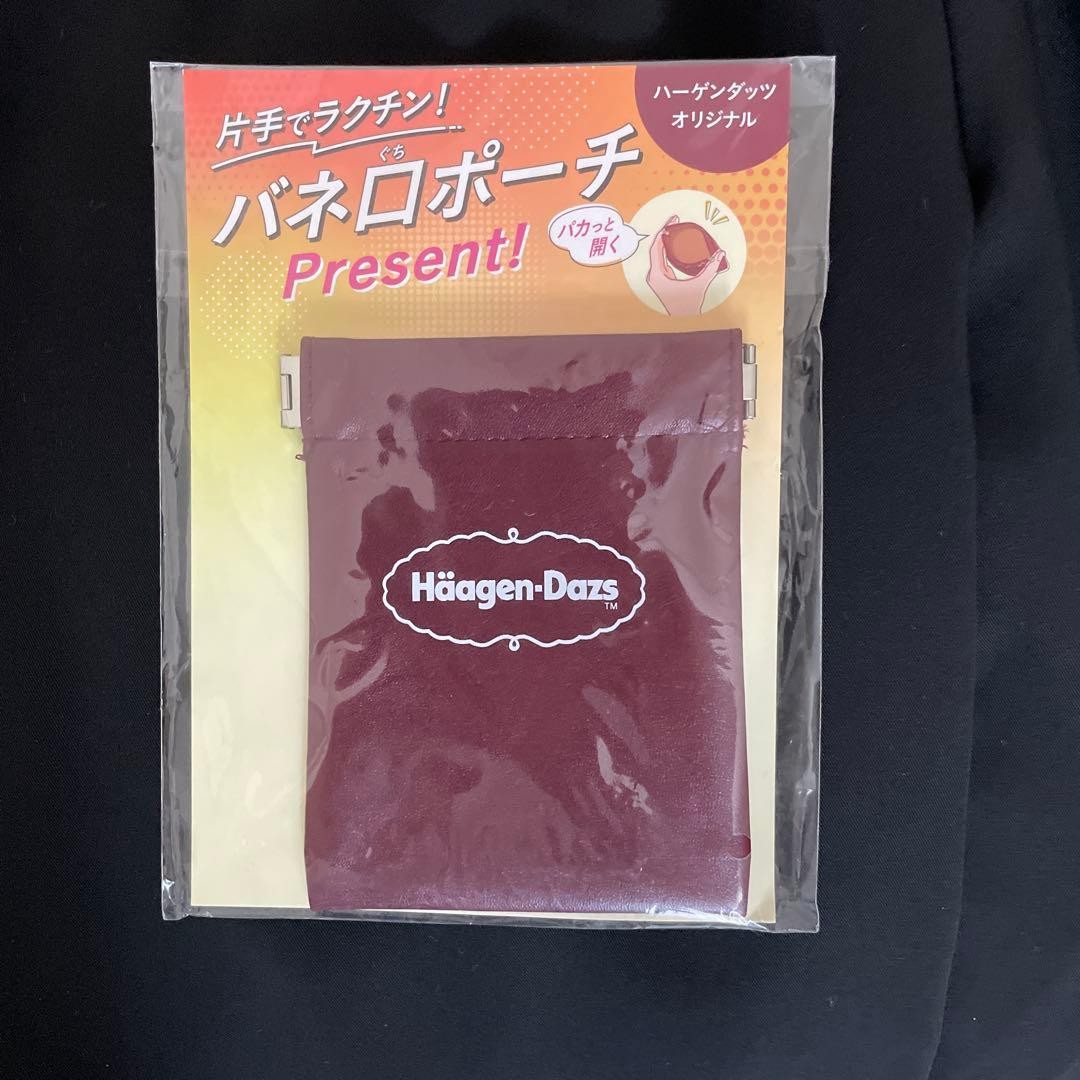 片手でラクチン!
ハーゲンダッツ
オリジナル
ぐち
バネ口ポーチ
Present!
パカっと
開く
Häagen-Dazs
TM